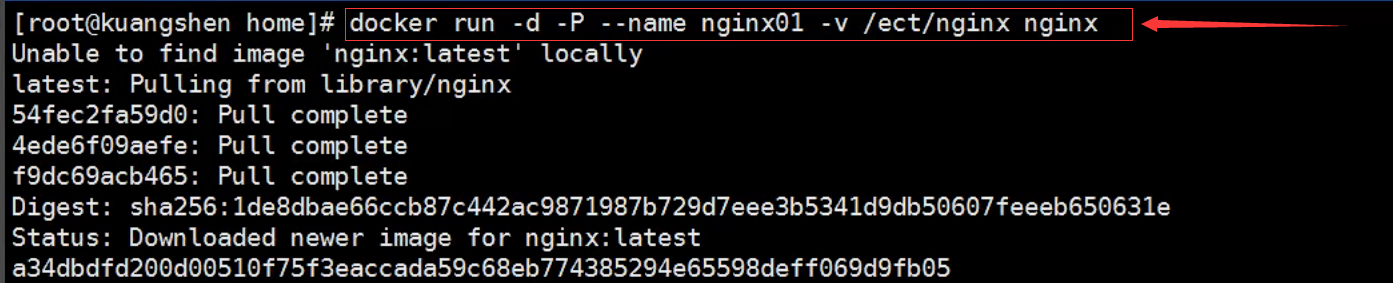 [root@kuangshen home]# docker run -d -P --name nginx01 -v /ect/nginx nginx
Unable to find image 'nginx:latest' locally
latest: Pulling from library/nginx
54fec2fa59d0: Pull complete
4ede6f09aefe: Pull complete
f9dc69acb465: Pull complete
Digest: sha256:1de8dbae66ccb87c442ac9871987b729d7eee3b5341d9db50607feeeb650631e
Status: Downloaded newer image for nginx:latest
a34dbdfd200d00510f75f3eaccada59c68eb774385294e65598deff069d9fb05